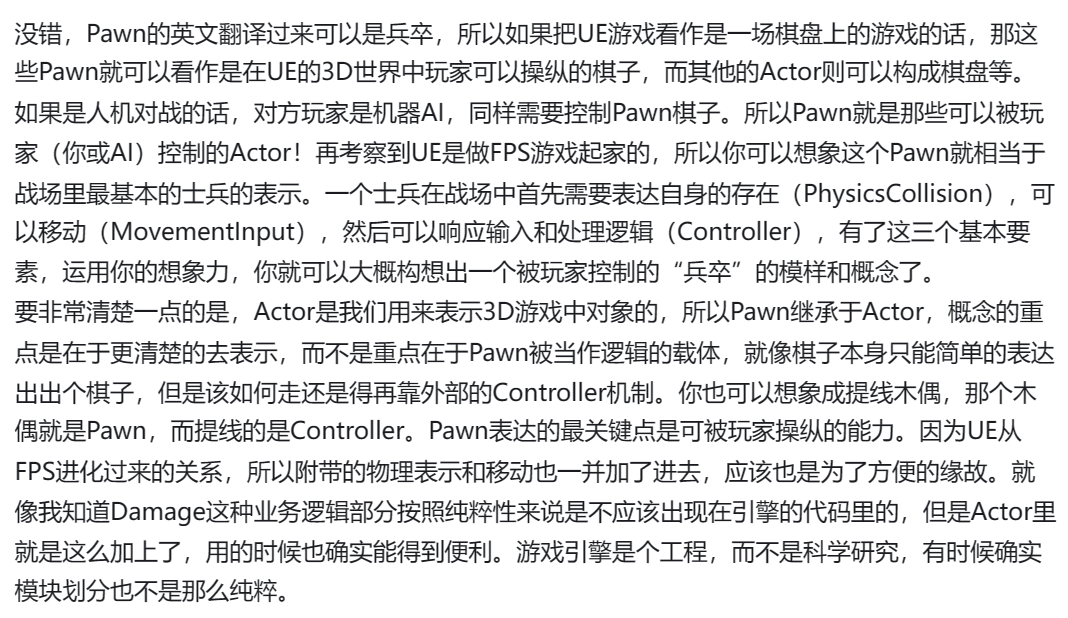 没错，Pawn的英文翻译过来可以是兵卒，所以如果把UE游戏看作是一场棋盘上的游戏的话，那这
些Pawn就可以看作是在UE的3D世界中玩家可以操纵的棋子，而其他的Actor则可以构成棋盘等。
如果是人机对战的话，对方玩家是机器AI，同样需要控制Pawn棋子。所以Pawn就是那些可以被玩
家（你或AI）控制的Actor！再考察到UE是做FPS游戏起家的，所以你可以想象这个Pawn就相当于
战场里最基本的士兵的表示。一个士兵在战场中首先需要表达自身的存在（PhysicsCollision），可
以移动（MovementInput），然后可以响应输入和处理逻辑（Controller），有了这三个基本要
素，运用你的想象力，你就可以大概构想出一个被玩家控制的“兵卒”的模样和概念了。
要非常清楚一点的是，Actor是我们用来表示3D游戏中对象的，所以Pawn继承于Actor，概念的重
点是在于更清楚的去表示，而不是重点在于Pawn被当作逻辑的载体，就像棋子本身只能简单的表达
出出个棋子，但是该如何走还是得再靠外部的Controller机制。你也可以想象成提线木偶，那个木
偶就是Pawn，而提线的是Controller。Pawn表达的最关键点是可被玩家操纵的能力。因为UE从
FPS进化过来的关系，所以附带的物理表示和移动也一并加了进去，应该也是为了方便的缘故。就
像我知道Damage这种业务逻辑部分按照纯粹性来说是不应该出现在引擎的代码里的，但是Actor里
就是这么加上了，用的时候也确实能得到便利。游戏引擎是个工程，而不是科学研究，有时候确实
模块划分也不是那么纯粹。